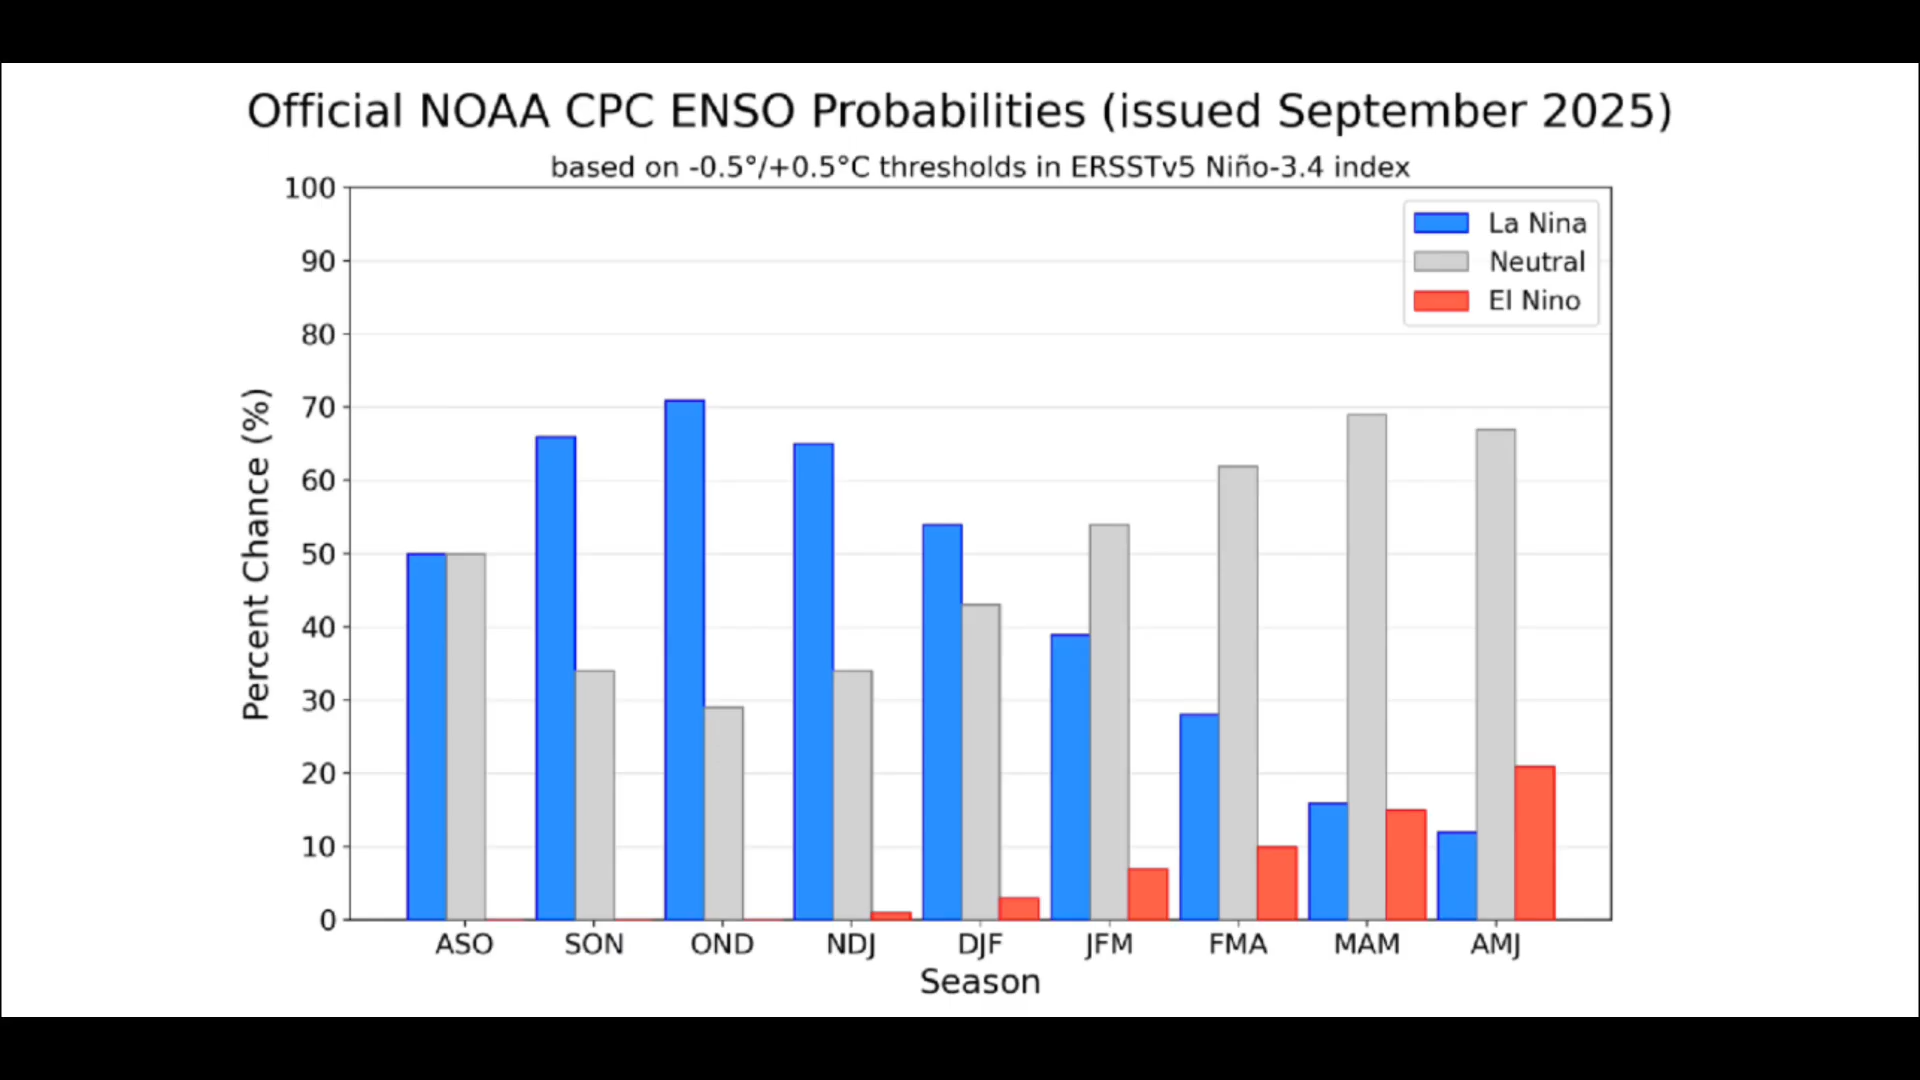 Official NOAA CPC ENSO Probabilities (issued September 2025)
based on -0.5°/+0.5°C thresholds in ERSSTv5 Niño-3.4 index
La Nina
Neutral
El Nino
Percent Chance (%)
100
90
80
70
60
50
40
30
20
10
0
ASO SON OND NDJ DJF JFM FMA MAM AMJ
Season